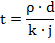 t = ρ · d / k · j